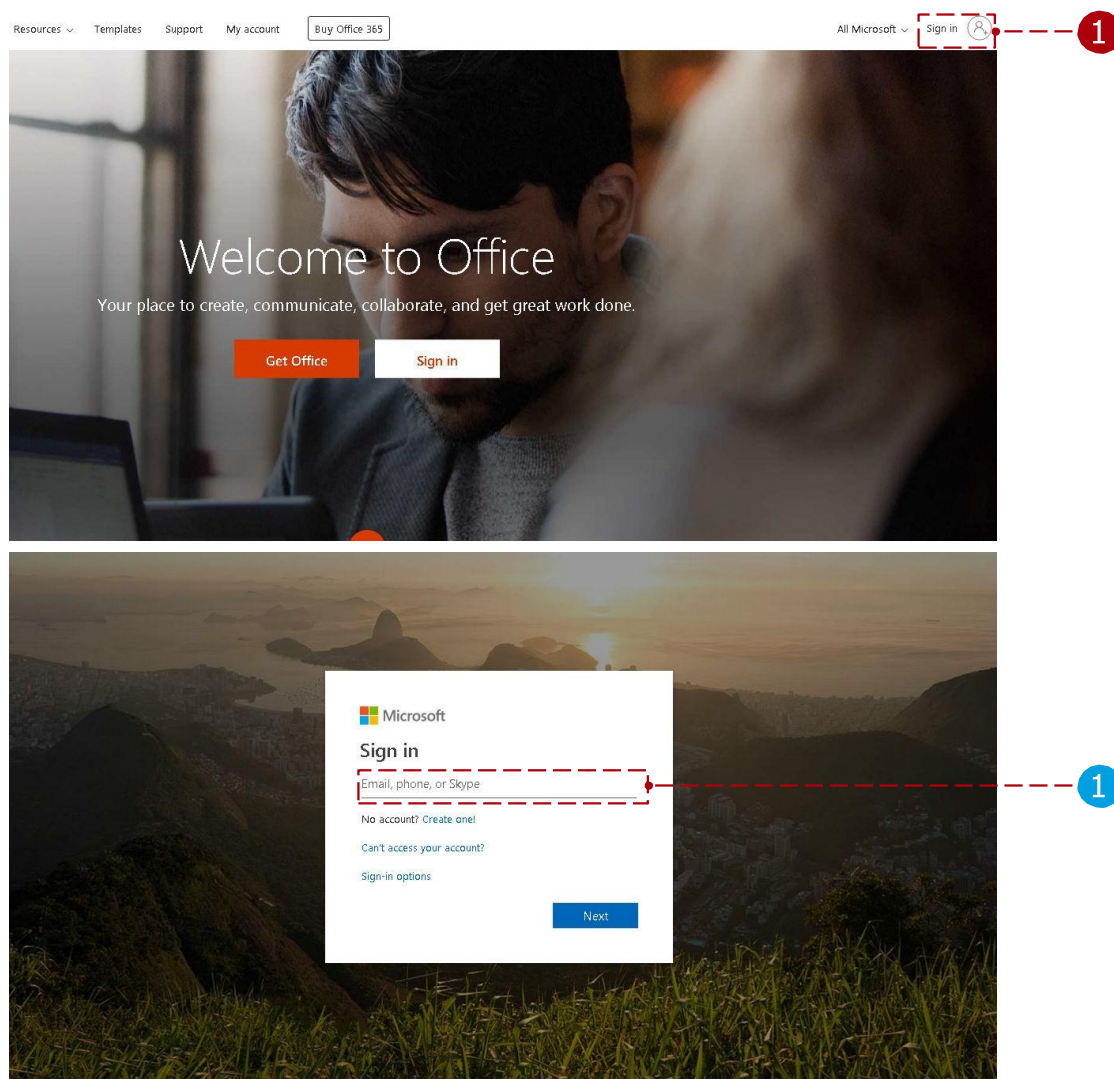 Resources Templates Support My account Buy Office 365 All Microsoft Sign in
1
Welcome to Office
Your place to create, communicate, collaborate, and get great work done.
Get Office Sign in
Microsoft
Sign in
Email, phone, or Skype
1
No account? Create one!
Can't access your account?
Sign-in options
Next